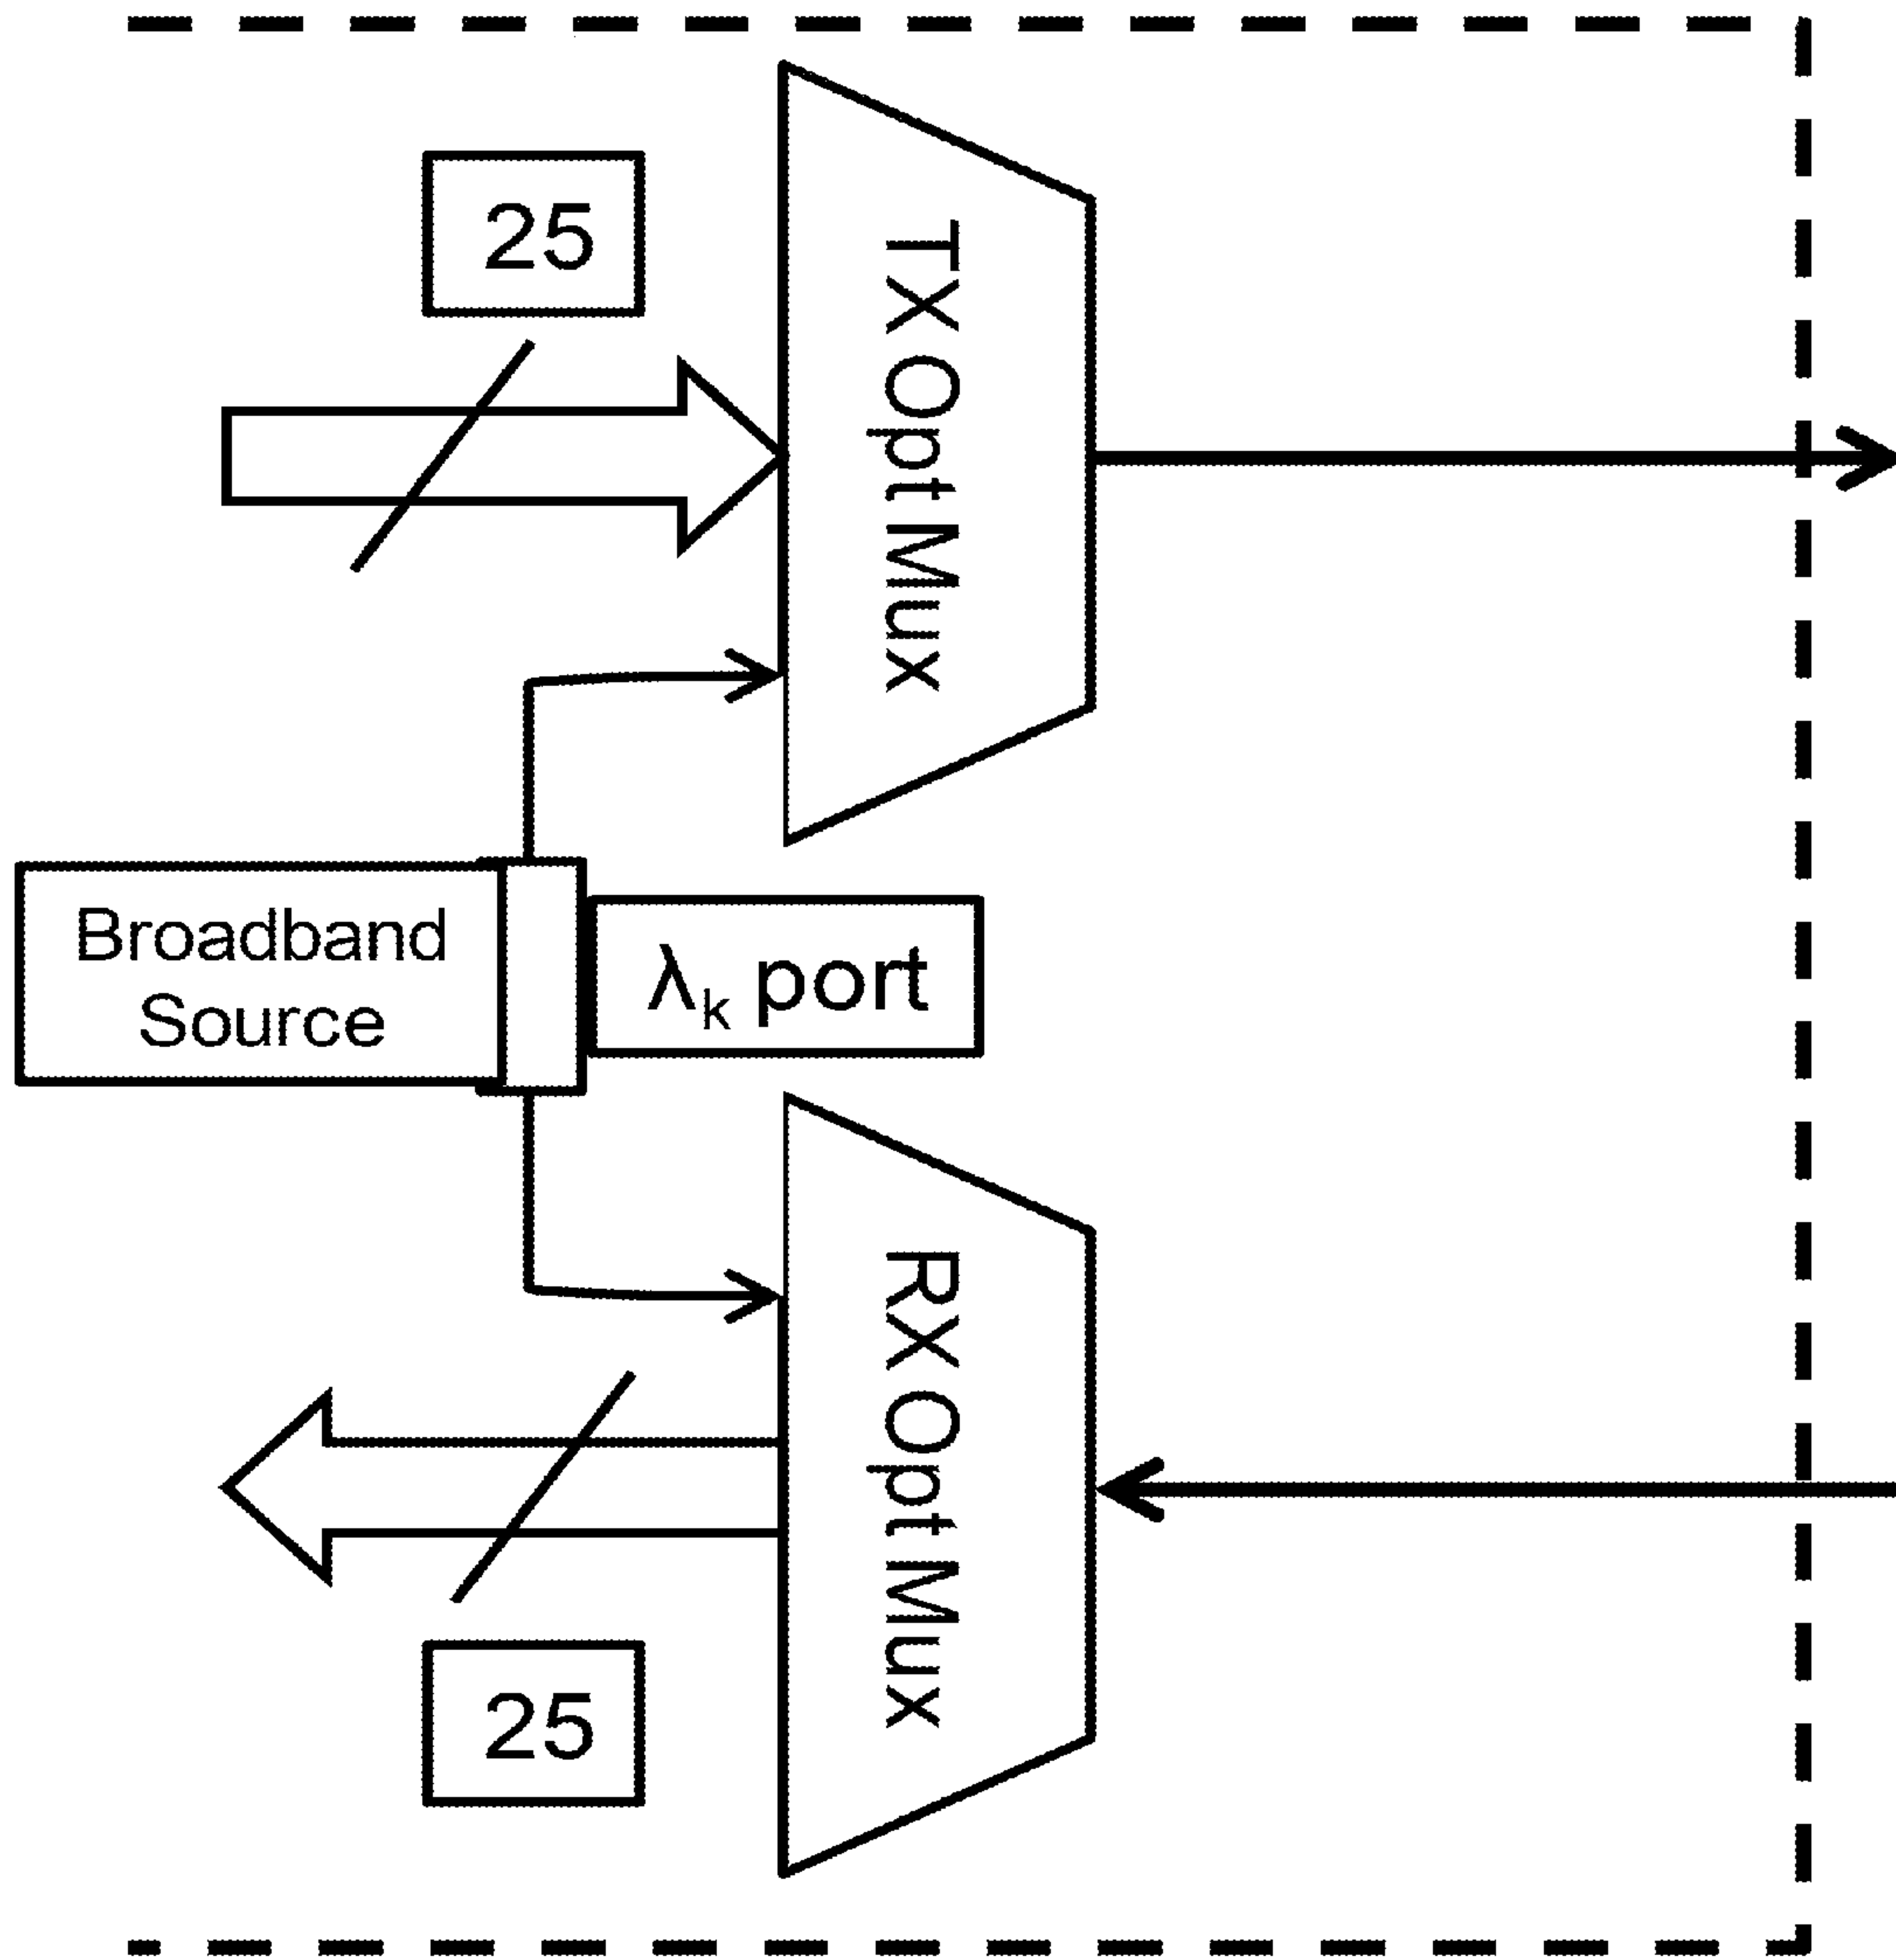 25
TX Opt Mux
Broadband
Source
λₖ port
RX Opt Mux
25